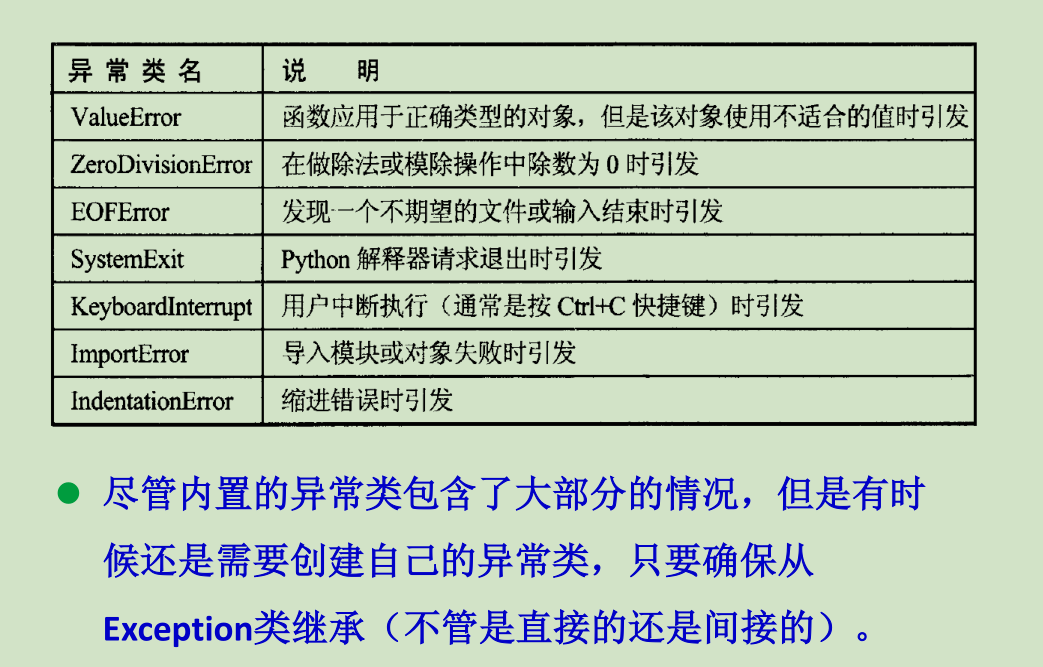 异常类名 说 明
ValueError 函数应用于正确类型的对象，但是该对象使用不适合的值时引发
ZeroDivisionError 在做除法或模除操作中除数为 0 时引发
EOFError 发现一个不期望的文件或输入结束时引发
SystemExit Python 解释器请求退出时引发
KeyboardInterrupt 用户中断执行（通常是按 Ctrl+C 快捷键）时引发
ImportError 导入模块或对象失败时引发
IndentationError 缩进错误时引发
● 尽管内置的异常类包含了大部分的情况，但是有时
候还是需要创建自己的异常类，只要确保从
Exception类继承（不管是直接的还是间接的）。